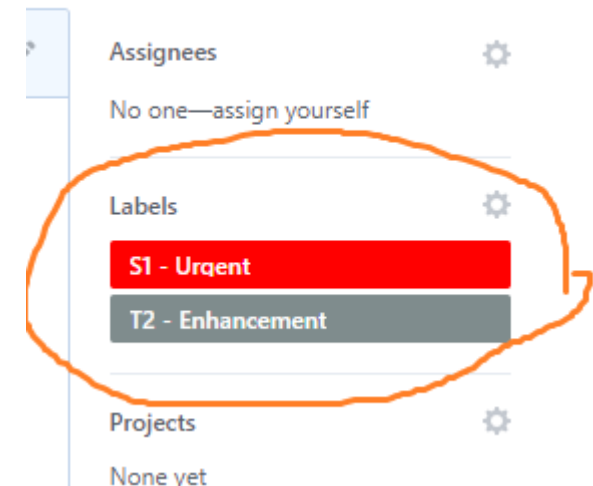 Assignees
No one—assign yourself
Labels
S1 - Urgent
T2 - Enhancement
Projects
None yet